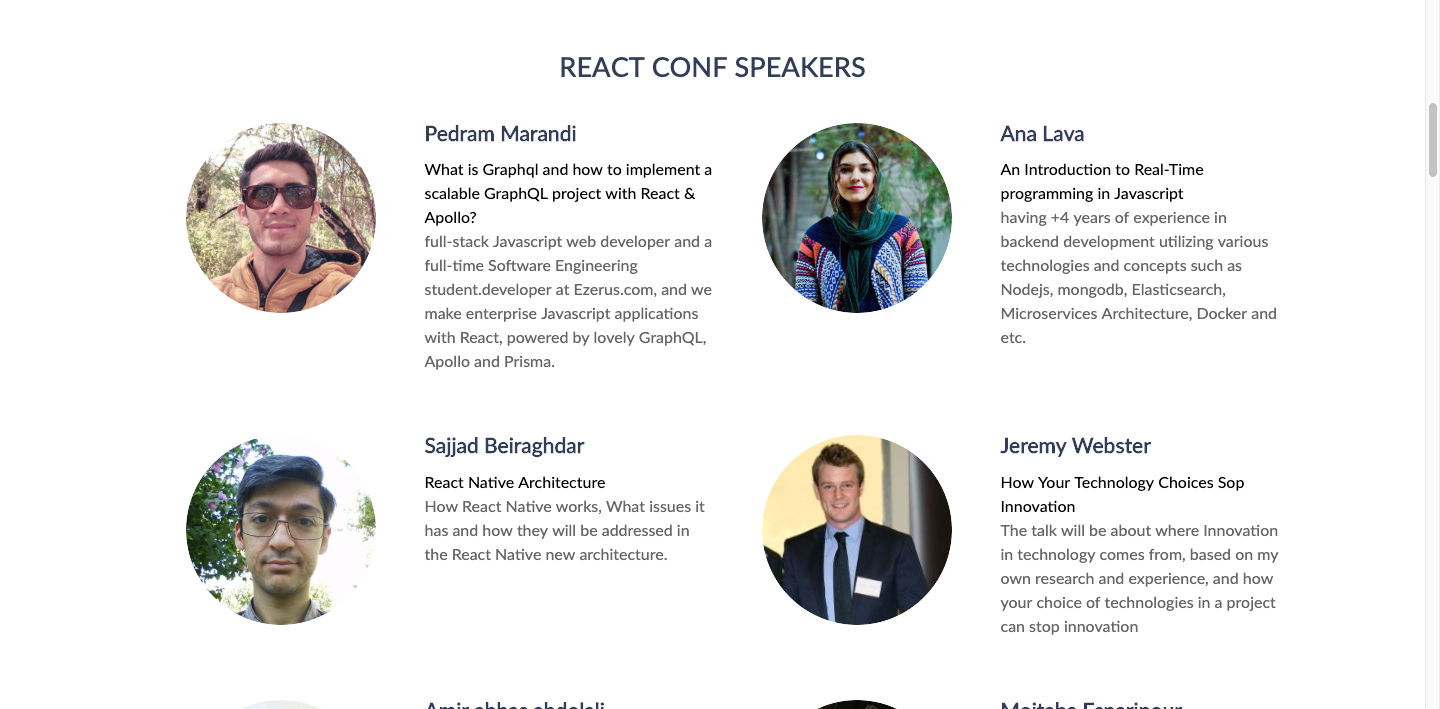 REACT CONF SPEAKERS
Pedram Marandi
What is Graphql and how to implement a
scalable GraphQL project with React &
Apollo?
full-stack Javascript web developer and a
full-time Software Engineering
student.developer at Ezerus.com, and we
make enterprise Javascript applications
with React, powered by lovely GraphQL,
Apollo and Prisma.
Ana Lava
An Introduction to Real-Time
programming in Javascript
having +4 years of experience in
backend development utilizing various
technologies and concepts such as
Nodejs, mongodb, Elasticsearch,
Microservices Architecture, Docker and
etc.
Sajjad Beiraghdar
React Native Architecture
How React Native works, What issues it
has and how they will be addressed in
the React Native new architecture.
Jeremy Webster
How Your Technology Choices Sop
Innovation
The talk will be about where Innovation
in technology comes from, based on my
own research and experience, and how
your choice of technologies in a project
can stop innovation